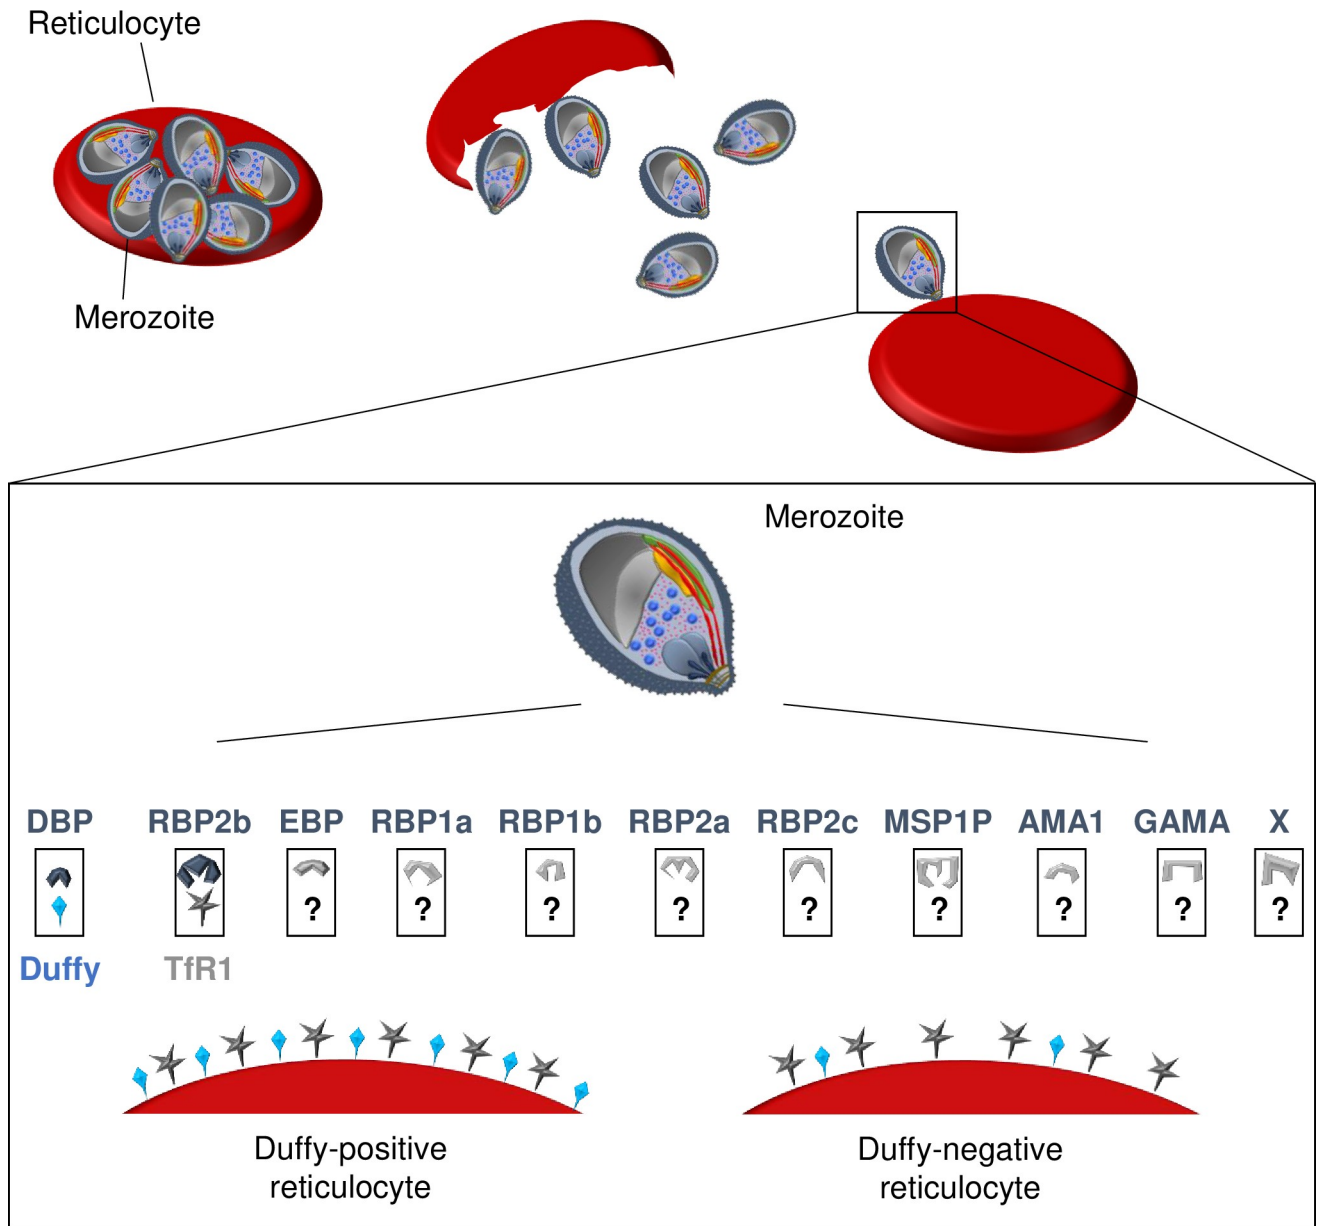 Reticulocyte
Merozoite
Merozoite
DBP RBP2b EBP RBP1a RBP1b RBP2a RBP2c MSP1P AMA1 GAMA X
? ? ? ? ? ? ? ? ?
Duffy TfR1
Duffy-positive
reticulocyte
Duffy-negative
reticulocyte